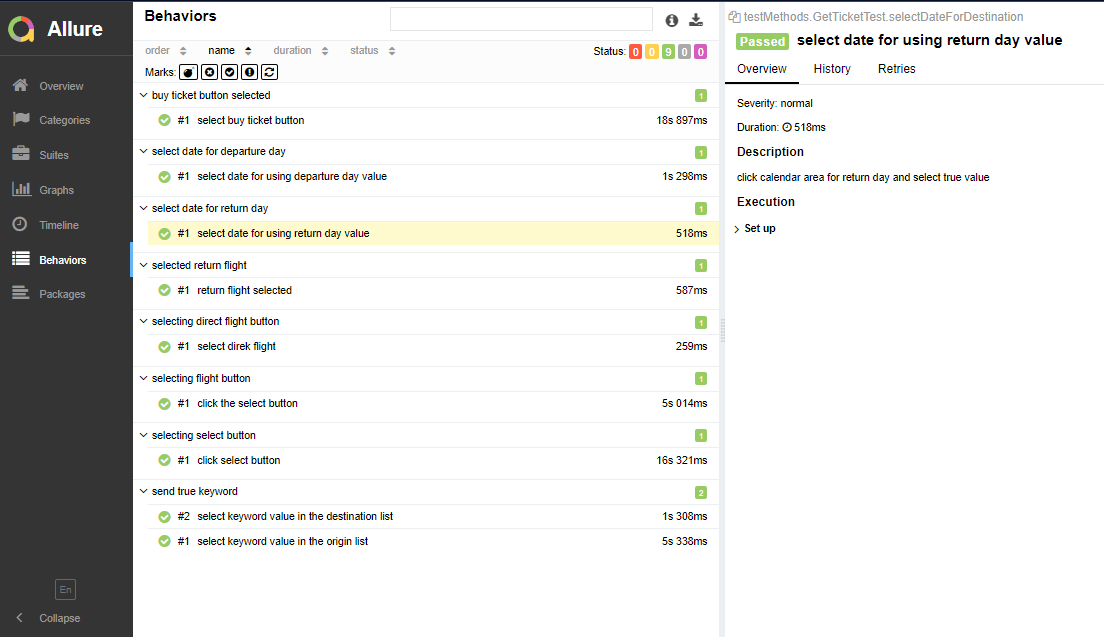 Allure
Overview
Categories
Suites
Graphs
Timeline
Behaviors
Packages
En
Collapse
Behaviors
order name duration status Status: 0 0 9 0 0
Marks:
buy ticket button selected 1
#1 select buy ticket button 18s 897ms
select date for departure day 1
#1 select date for using departure day value 1s 298ms
select date for return day 1
#1 select date for using return day value 518ms
selected return flight 1
#1 return flight selected 587ms
selecting direct flight button 1
#1 select direk flight 259ms
selecting flight button 1
#1 click the select button 5s 014ms
selecting select button 1
#1 click select button 16s 321ms
send true keyword 2
#2 select keyword value in the destination list 1s 308ms
#1 select keyword value in the origin list 5s 338ms
testMethods.GetTicketTest.selectDateForDestination
Passed select date for using return day value
Overview History Retries
Severity: normal
Duration: 518ms
Description
click calendar area for return day and select true value
Execution
Set up